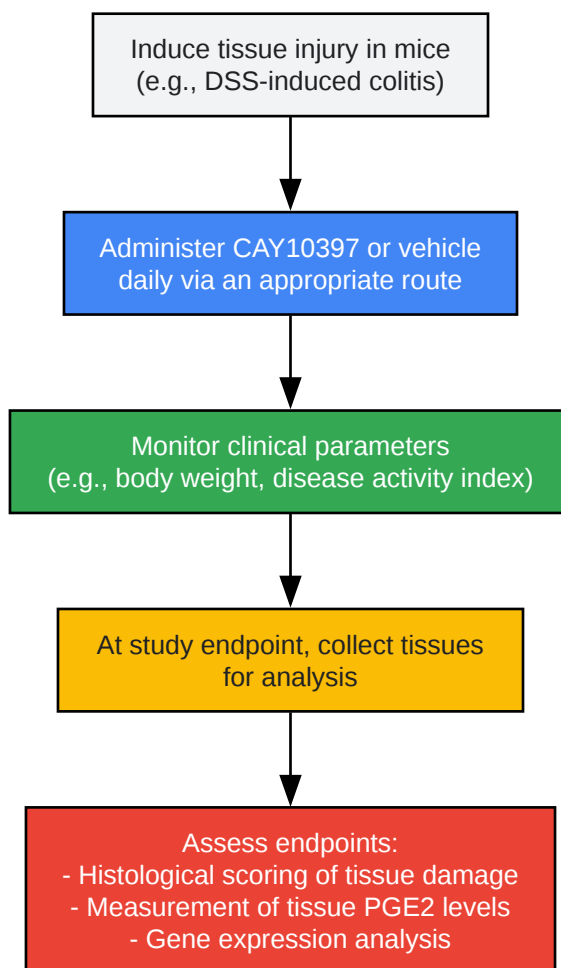 Induce tissue injury in mice
(e.g., DSS-induced colitis)
Administer CAY10397 or vehicle
daily via an appropriate route
Monitor clinical parameters
(e.g., body weight, disease activity index)
At study endpoint, collect tissues
for analysis
Assess endpoints:
- Histological scoring of tissue damage
- Measurement of tissue PGE2 levels
- Gene expression analysis